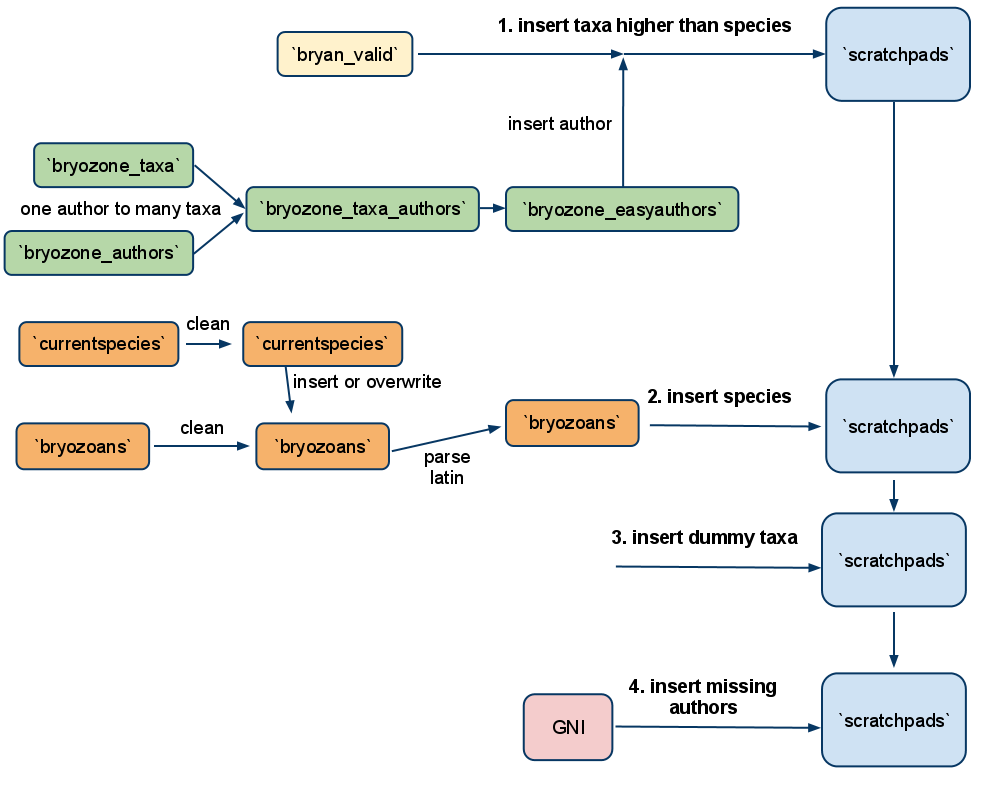 1. insert taxa higher than species
`bryan_valid`
`scratchpads`
insert author
`bryozone_taxa`
one author to many taxa
`bryozone_taxa_authors`
`bryozone_easyauthors`
`bryozone_authors`
clean
`currentspecies`
`currentspecies`
insert or overwrite
2. insert species
clean
`bryozoans`
`bryozoans`
`bryozoans`
`scratchpads`
parse
latin
3. insert dummy taxa
`scratchpads`
4. insert missing
authors
GNI
`scratchpads`